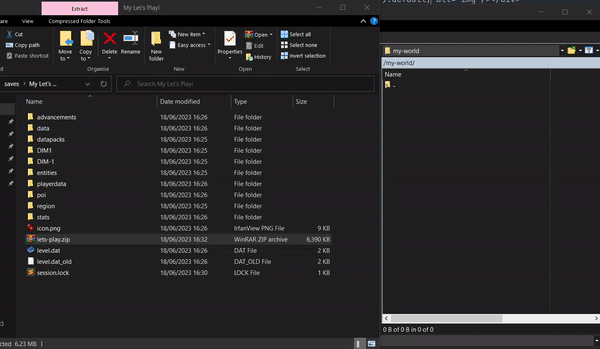 Extract
My Let's Play!
View
Compressed Folder Tools
Cut
Copy path
Paste shortcut
Move to
Copy to
Delete
Rename
New folder
New item
Easy access
Properties
Open
Edit
History
Select all
Select none
Invert selection
Organise
New
Open
Select
saves > My Let's ...
Search My Let's Play!
Name Date modified Type Size
advancements 18/06/2023 16:26 File folder
data 18/06/2023 16:26 File folder
datapacks 18/06/2023 16:25 File folder
DIM1 18/06/2023 16:25 File folder
DIM-1 18/06/2023 16:25 File folder
entities 18/06/2023 16:25 File folder
playerdata 18/06/2023 16:26 File folder
poi 18/06/2023 16:26 File folder
region 18/06/2023 16:25 File folder
stats 18/06/2023 16:26 File folder
icon.png 18/06/2023 16:26 IrfanView PNG File 9 KB
lets-play.zip 18/06/2023 16:32 WinRAR ZIP archive 6,390 KB
level.dat 18/06/2023 16:26 DAT File 2 KB
level.dat_old 18/06/2023 16:26 DAT_OLD File 2 KB
session.lock 18/06/2023 16:30 LOCK File 1 KB
6.23 MB
my-world
/my-world/
Name
..
0 B of 0 B in 0 of 0